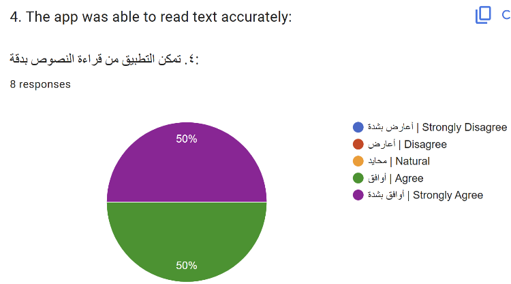 4. The app was able to read text accurately:
٤. تمكن التطبيق من قراءة النصوص بدقة:
8 responses
50%
50%
أعارض بشدة | Strongly Disagree
أعارض | Disagree
محايد | Natural
أوافق | Agree
أوافق بشدة | Strongly Agree
C